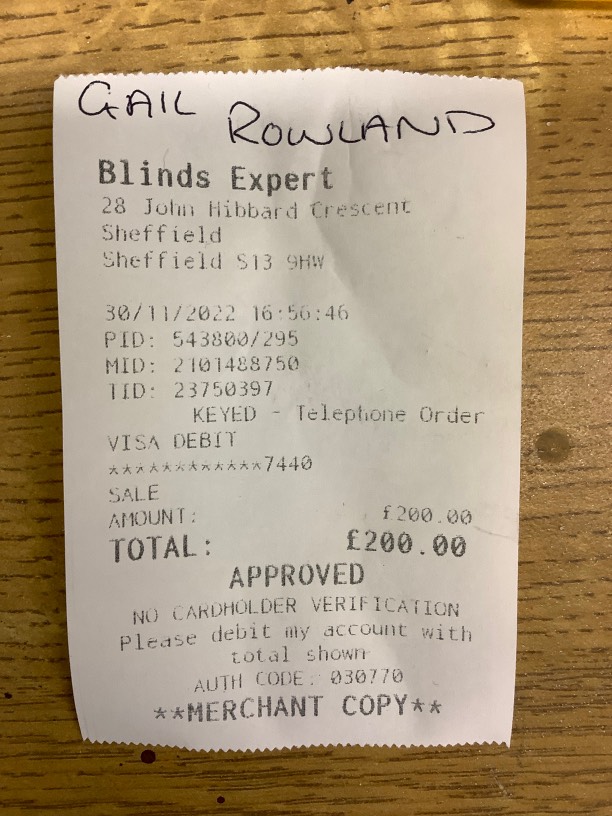 GAIL ROWLAND
Blinds Expert
28 John Hibbard Crescent
Sheffield
Sheffield S13 9HW
30/11/2022 16:56:46
PID: 543800/295
MID: 2101488750
TID: 23750397
KEYED - Telephone Order
VISA DEBIT
************7440
SALE
AMOUNT: £200.00
TOTAL: £200.00
APPROVED
NO CARDHOLDER VERIFICATION
Please debit my account with
total shown
AUTH CODE: 030770
**MERCHANT COPY**